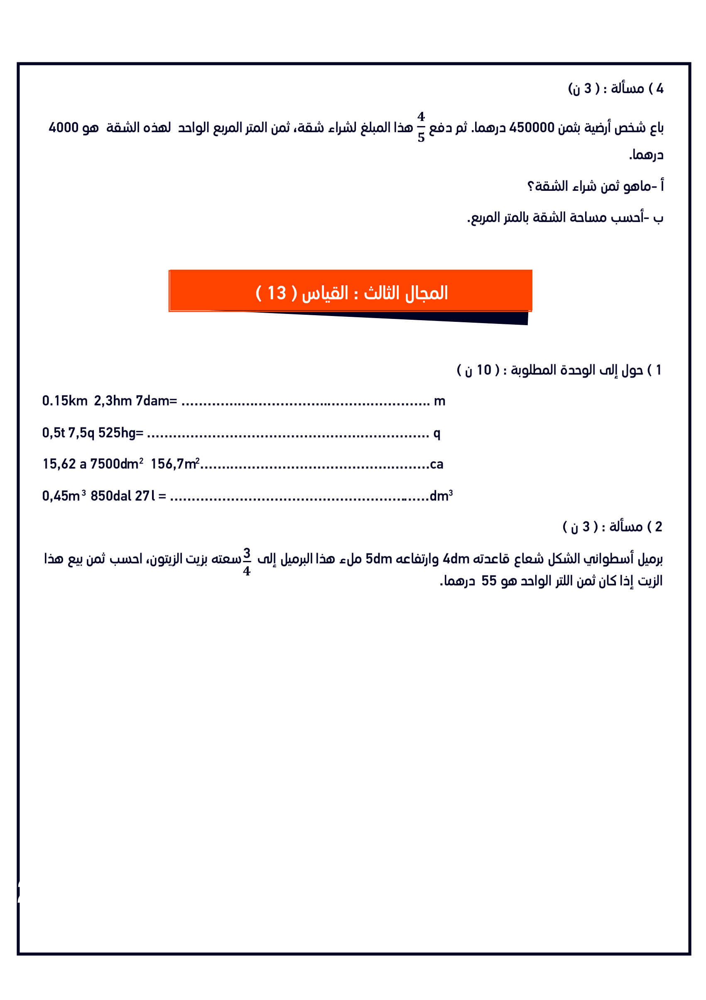 4 ) مسألة : ( 3 ن)
باع شخص أرضية بثمن 450000 درهما. ثم دفع 4/5 هذا المبلغ لشراء شقة، ثمن المتر المربع الواحد لهذه الشقة هو 4000
درهما.
أ -ماهو ثمن شراء الشقة؟
ب -أحسب مساحة الشقة بالمتر المربع.
المجال الثالث : القياس ( 13 )
1 ) حول إلى الوحدة المطلوبة : ( 10 ن )
0.15km 2,3hm 7dam= ................................................................ m
0,5t 7,5q 525hg= ................................................................ q
15,62 a 7500dm² 156,7m²....................................................ca
0,45m³ 850dal 27l = ............................................................dm³
2 ) مسألة : ( 3 ن )
برميل أسطواني الشكل شعاع قاعدته 4dm وارتفاعه 5dm ملء هذا البرميل إلى 3/4 سعته بزيت الزيتون، احسب ثمن بيع هذا
الزيت إذا كان ثمن اللتر الواحد هو 55 درهما.